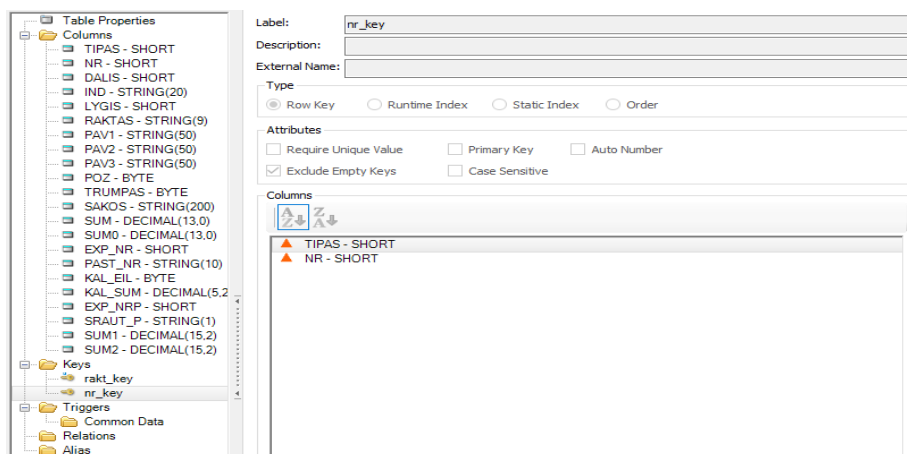 Table Properties
Columns
TIPAS - SHORT
NR - SHORT
DALIS - SHORT
IND - STRING(20)
LYGIS - SHORT
RAKTAS - STRING(9)
PAV1 - STRING(50)
PAV2 - STRING(50)
PAV3 - STRING(50)
POZ - BYTE
TRUMPAS - BYTE
SAKOS - STRING(200)
SUM - DECIMAL(13,0)
SUM0 - DECIMAL(13,0)
EXP_NR - SHORT
PAST_NR - STRING(10)
KAL_EIL - BYTE
KAL_SUM - DECIMAL(5,2
EXP_NRP - SHORT
SRAUT_P - STRING(1)
SUM1 - DECIMAL(15,2)
SUM2 - DECIMAL(15,2)
Keys
rakt_key
nr_key
Triggers
Common Data
Relations
Alias
Label: nr_key
Description:
External Name:
Type
Row Key Runtime Index Static Index Order
Attributes
Require Unique Value Primary Key Auto Number
Exclude Empty Keys Case Sensitive
Columns
TIPAS - SHORT
NR - SHORT